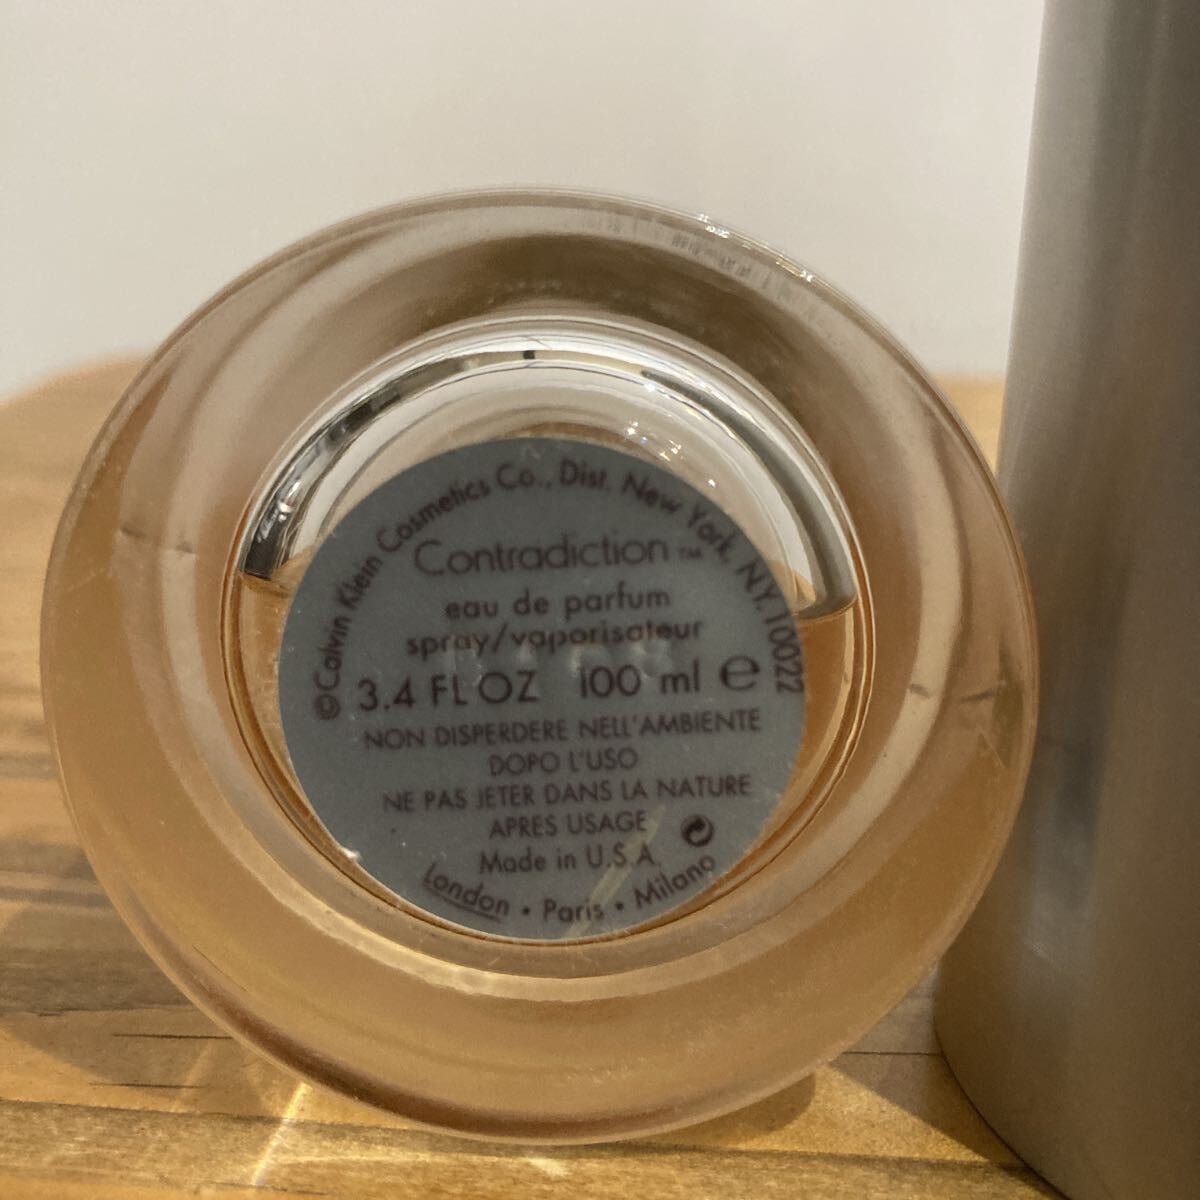 ©Calvin Klein Cosmetics Co., Dist. New York, NY.10022
Contradiction™
eau de parfum
spray/vaporisateur
3.4 FL OZ 100 ml e
NON DISPERDERE NELL'AMBIENTE
DOPO L'USO
NE PAS JETER DANS LA NATURE
APRES USAGE
Made in U.S.A.
London • Paris • Milano